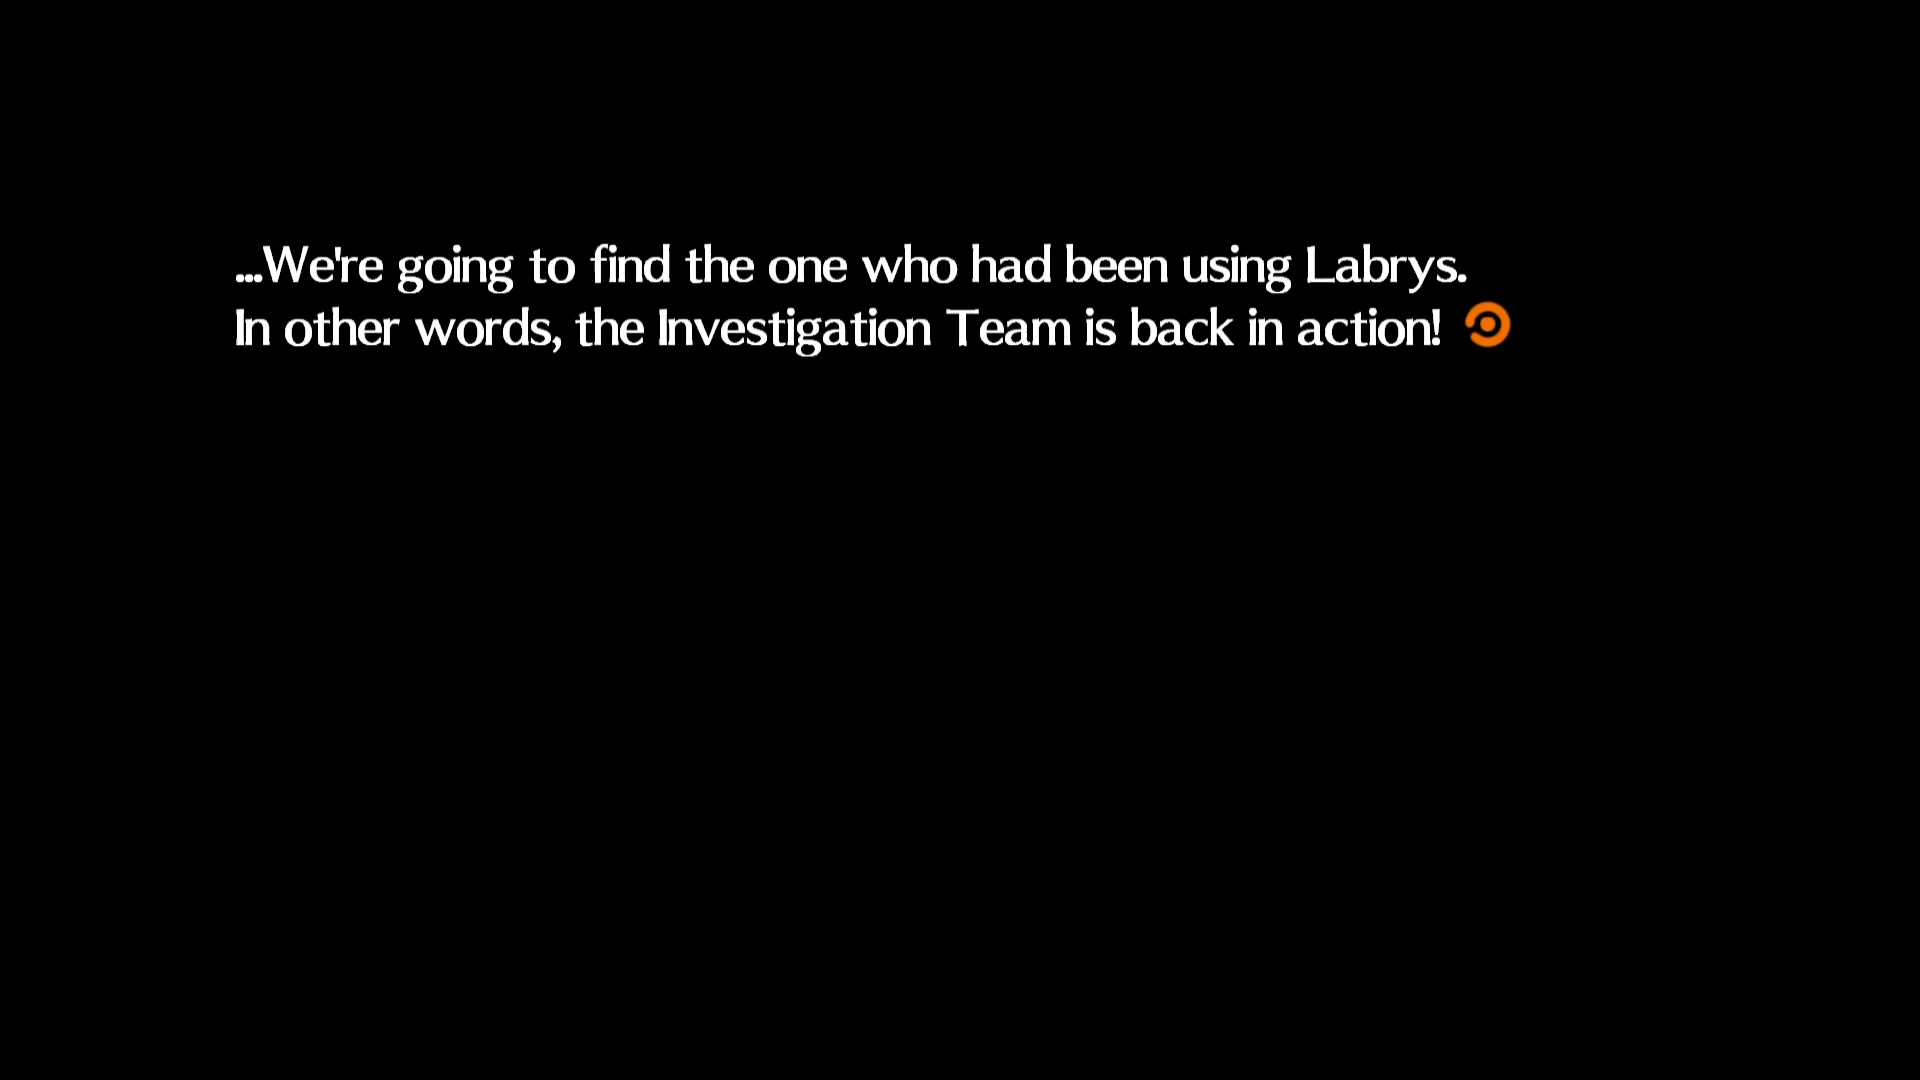 ...We're going to find the one who had been using Labrys.
In other words, the Investigation Team is back in action!